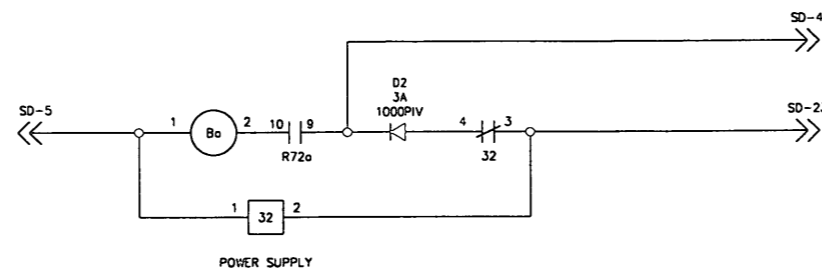 SD-4
D2
3A
1000PIV
SD-5
1 Ba 2 10 9 4 3
SD-2
R72a
32
1 32 2
POWER SUPPLY